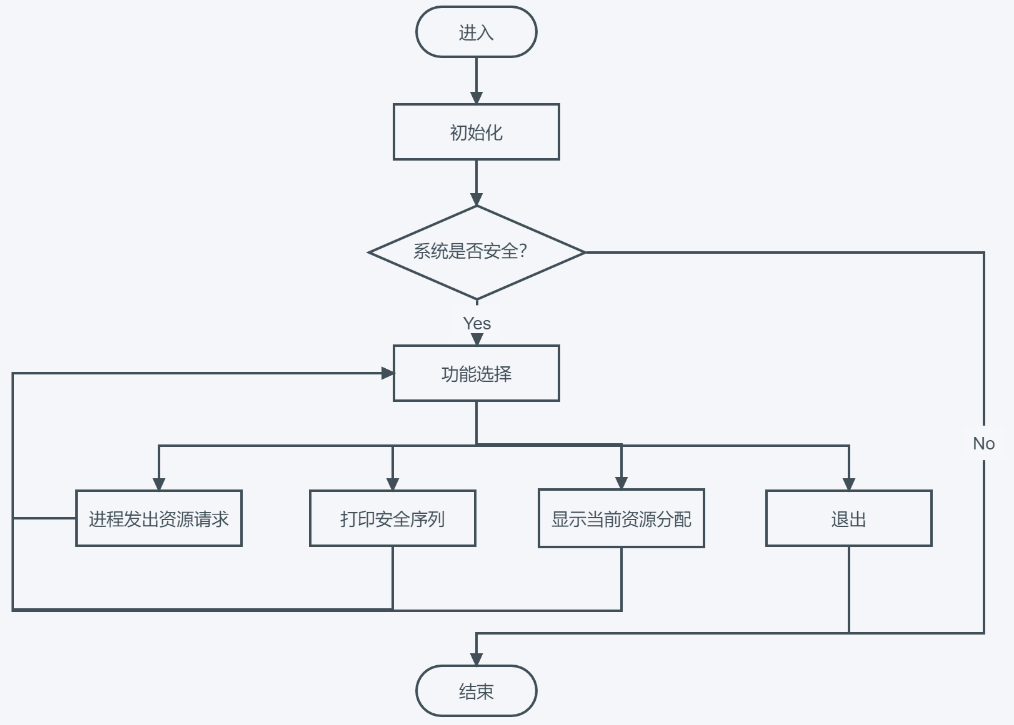 进入
初始化
系统是否安全?
Yes
功能选择
No
进程发出资源请求
打印安全序列
显示当前资源分配
退出
结束